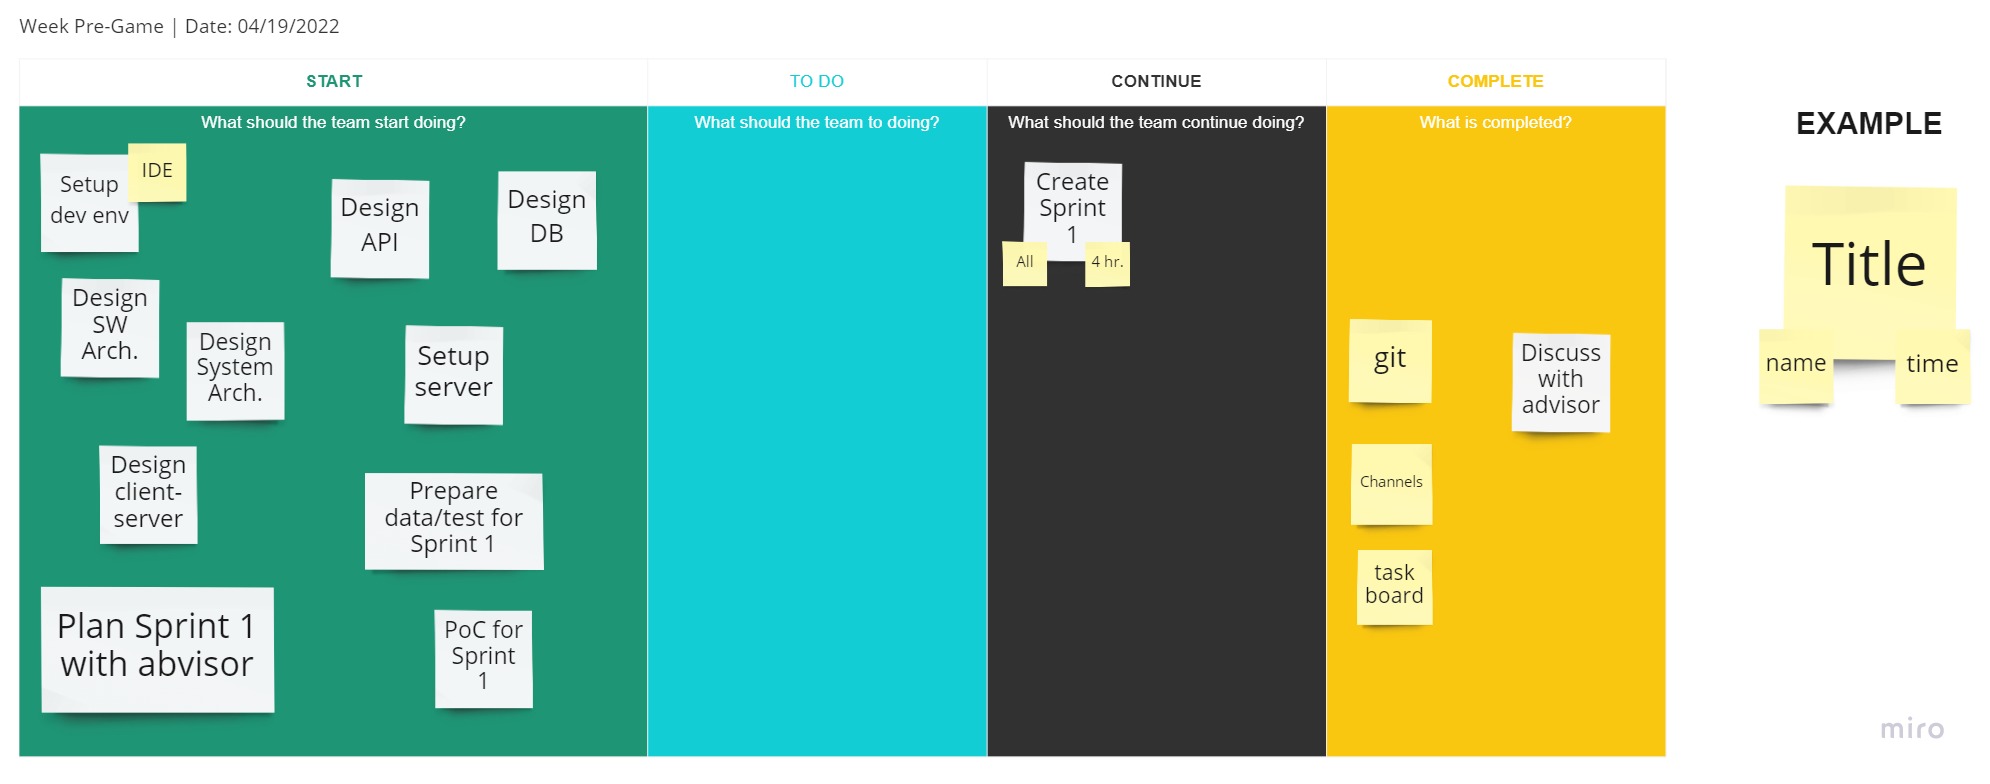 Week Pre-Game | Date: 04/19/2022
START
What should the team start doing?
Setup
dev env
IDE
Design
API
Design
DB
Design
SW
Arch.
Design
System
Arch.
Setup
server
Design
client-
server
Prepare
data/test for
Sprint 1
Plan Sprint 1
with abvisor
PoC for
Sprint
1
TO DO
What should the team to doing?
CONTINUE
What should the team continue doing?
Create
Sprint
1
All
4 hr.
COMPLETE
What is completed?
git
Discuss
with
advisor
Channels
task
board
EXAMPLE
Title
name
time
miro